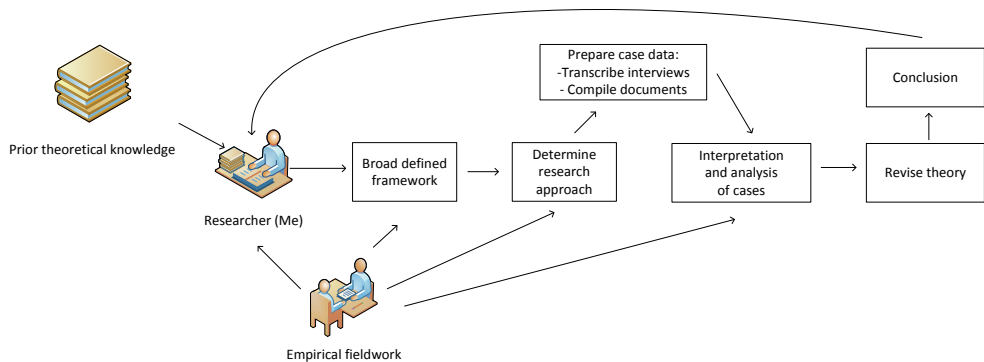 Prior theoretical knowledge
Researcher (Me)
Broad defined
framework
Determine
research
approach
Prepare case data:
-Transcribe interviews
- Compile documents
Interpretation
and analysis
of cases
Revise theory
Conclusion
Empirical fieldwork